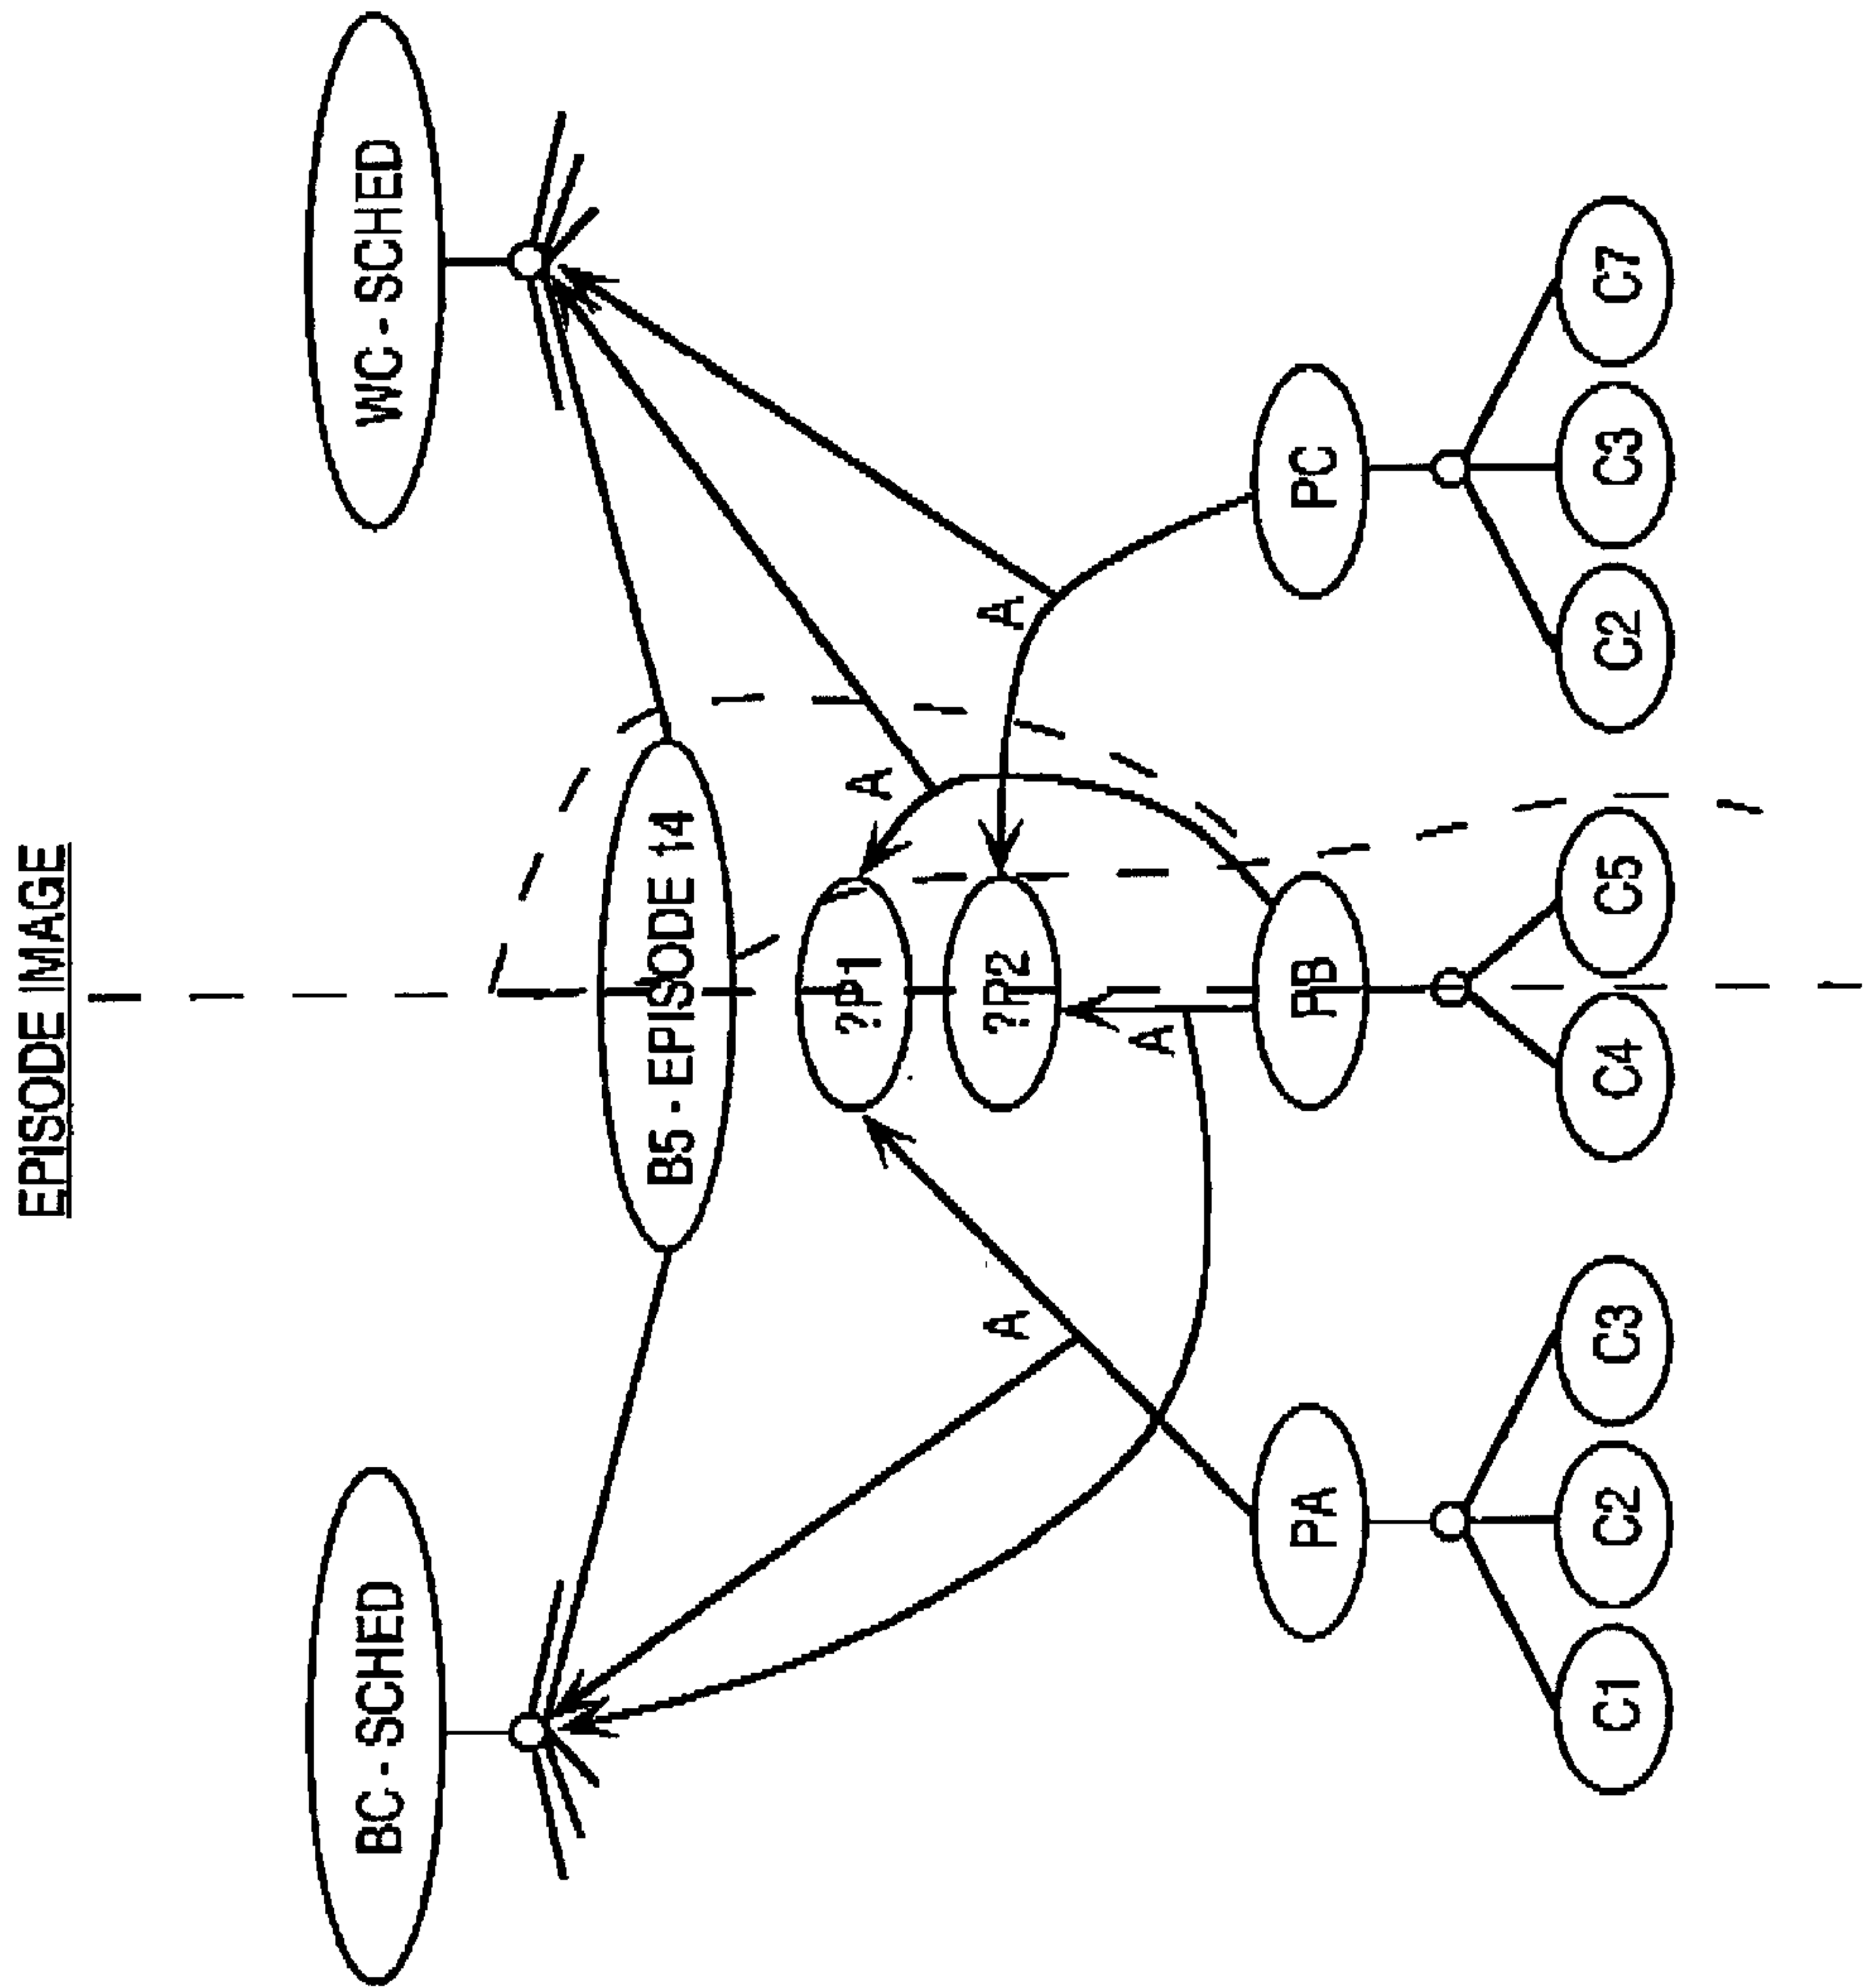 EPISODE IMAGE
BC - SCHED
WC - SCHED
B5 - EPISODE t4
?P1
A
?P2
A
A
A
PA
PB
PC
C1
C2
C3
C4
C5
C2
C3
C7